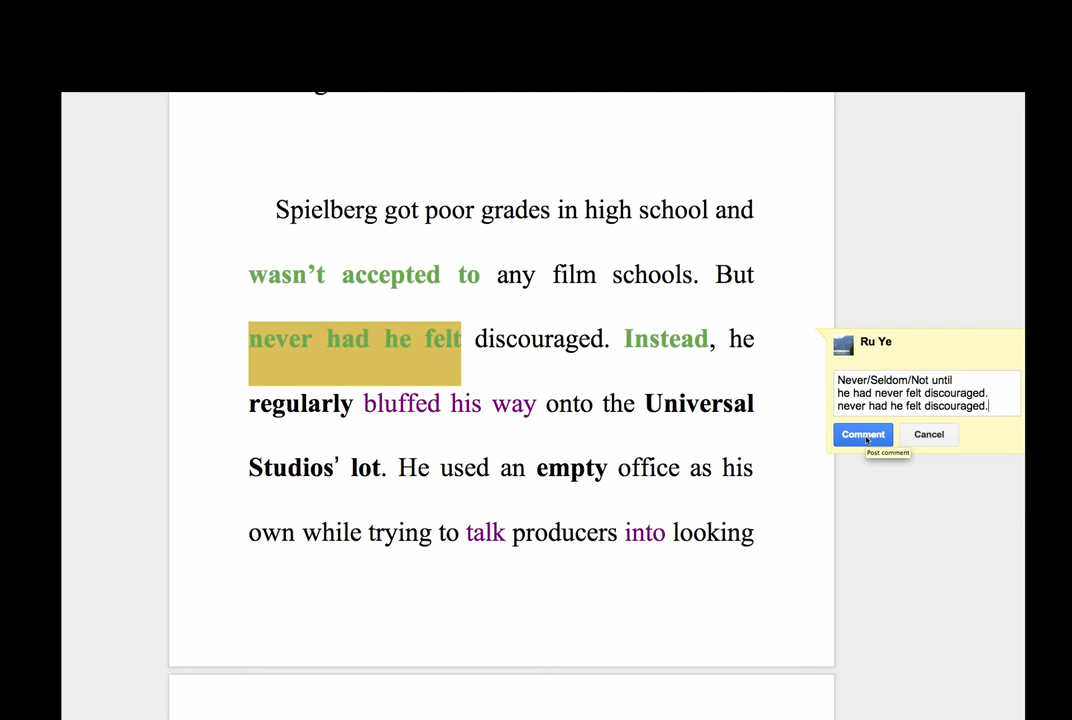 Spielberg got poor grades in high school and
wasn't accepted to any film schools. But
never had he felt discouraged. Instead, he
regularly bluffed his way onto the Universal
Studios' lot. He used an empty office as his
own while trying to talk producers into looking
Ru Ye
Never/Seldom/Not until
he had never felt discouraged.
never had he felt discouraged.
Comment Cancel
Post comment